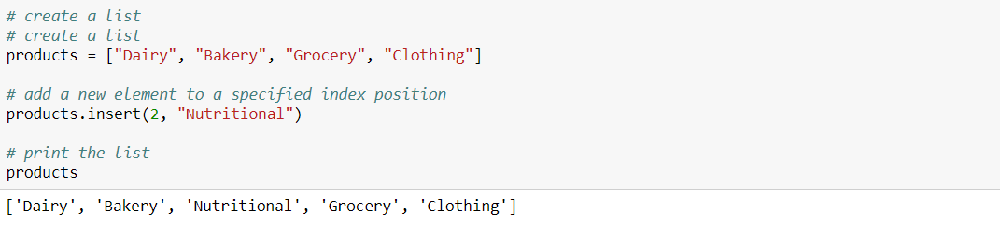 # create a list
# create a list
products = ["Dairy", "Bakery", "Grocery", "Clothing"]
# add a new element to a specified index position
products.insert(2, "Nutritional")
# print the list
products
['Dairy', 'Bakery', 'Nutritional', 'Grocery', 'Clothing']